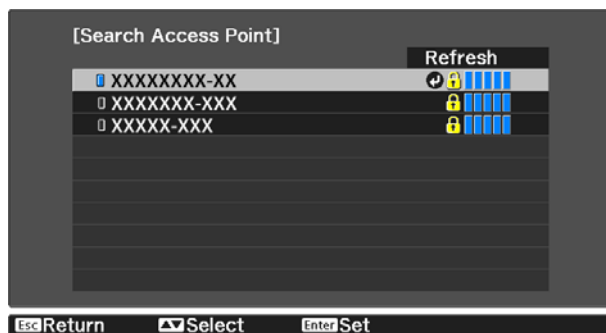 [Search Access Point]
Refresh
XXXXXXXX-XX
XXXXXXX-XXX
XXXXX-XXX
Esc Return Select Enter Set